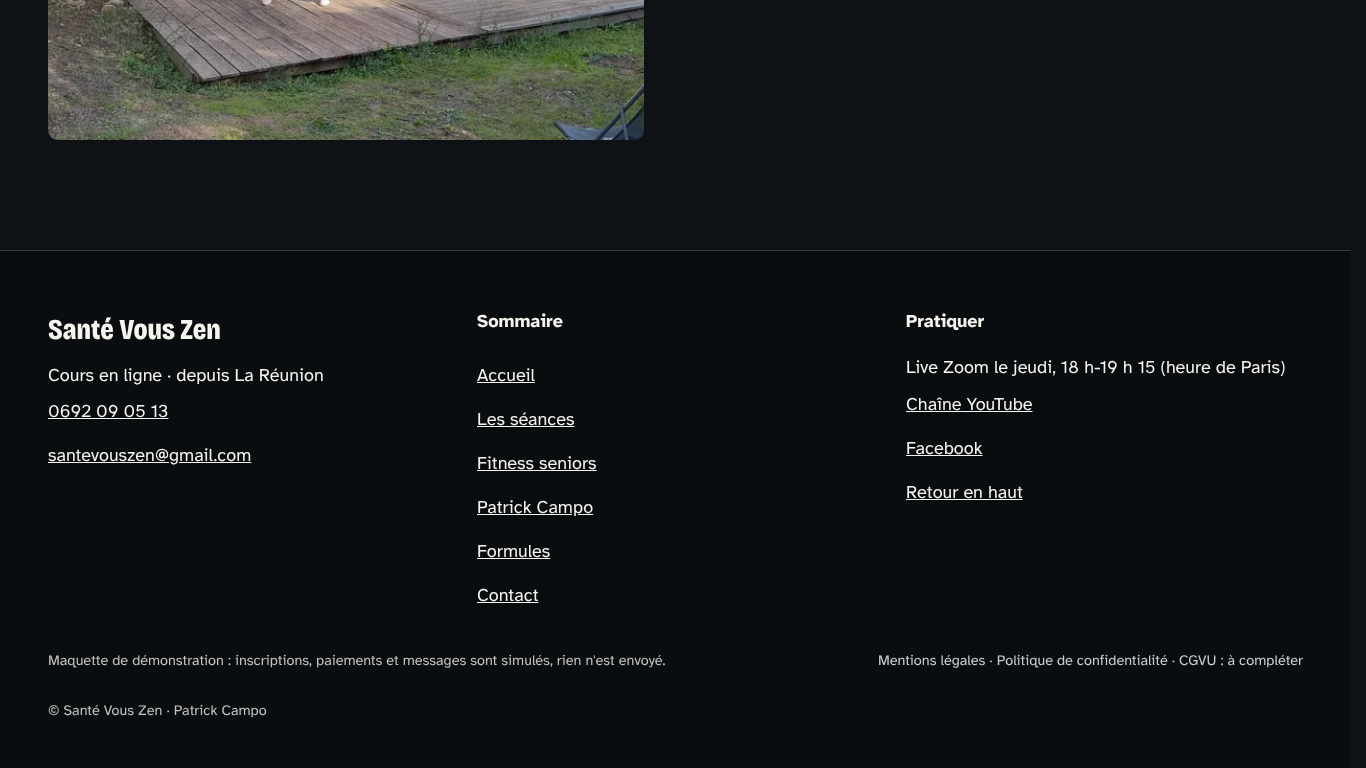 Santé Vous Zen
Cours en ligne · depuis La Réunion
0692 09 05 13
santevouszen@gmail.com
Sommaire
Accueil
Les séances
Fitness seniors
Patrick Campo
Formules
Contact
Pratiquer
Live Zoom le jeudi, 18 h-19 h 15 (heure de Paris)
Chaîne YouTube
Facebook
Retour en haut
Maquette de démonstration : inscriptions, paiements et messages sont simulés, rien n'est envoyé.
Mentions légales · Politique de confidentialité · CGVU : à compléter
© Santé Vous Zen · Patrick Campo